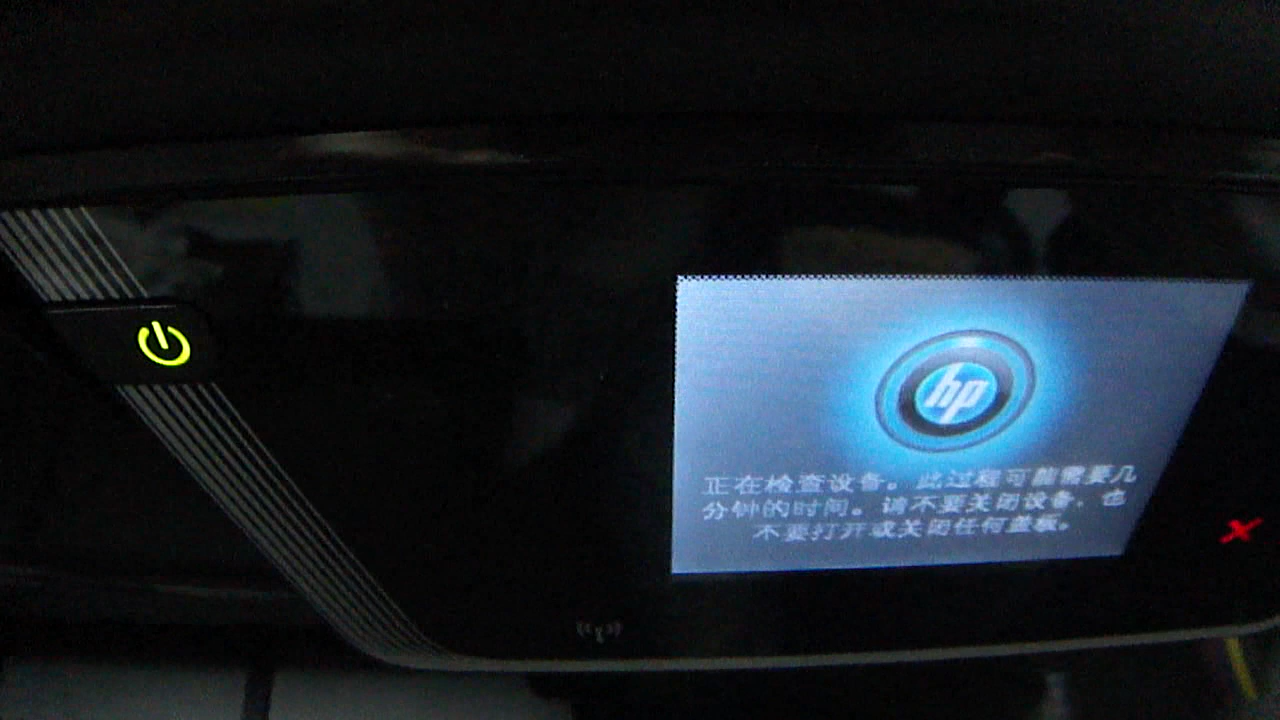 hp
正在检查设备。此过程可能需要几
分钟的时间。请不要关闭设备，也
不要打开或关闭任何盖板。